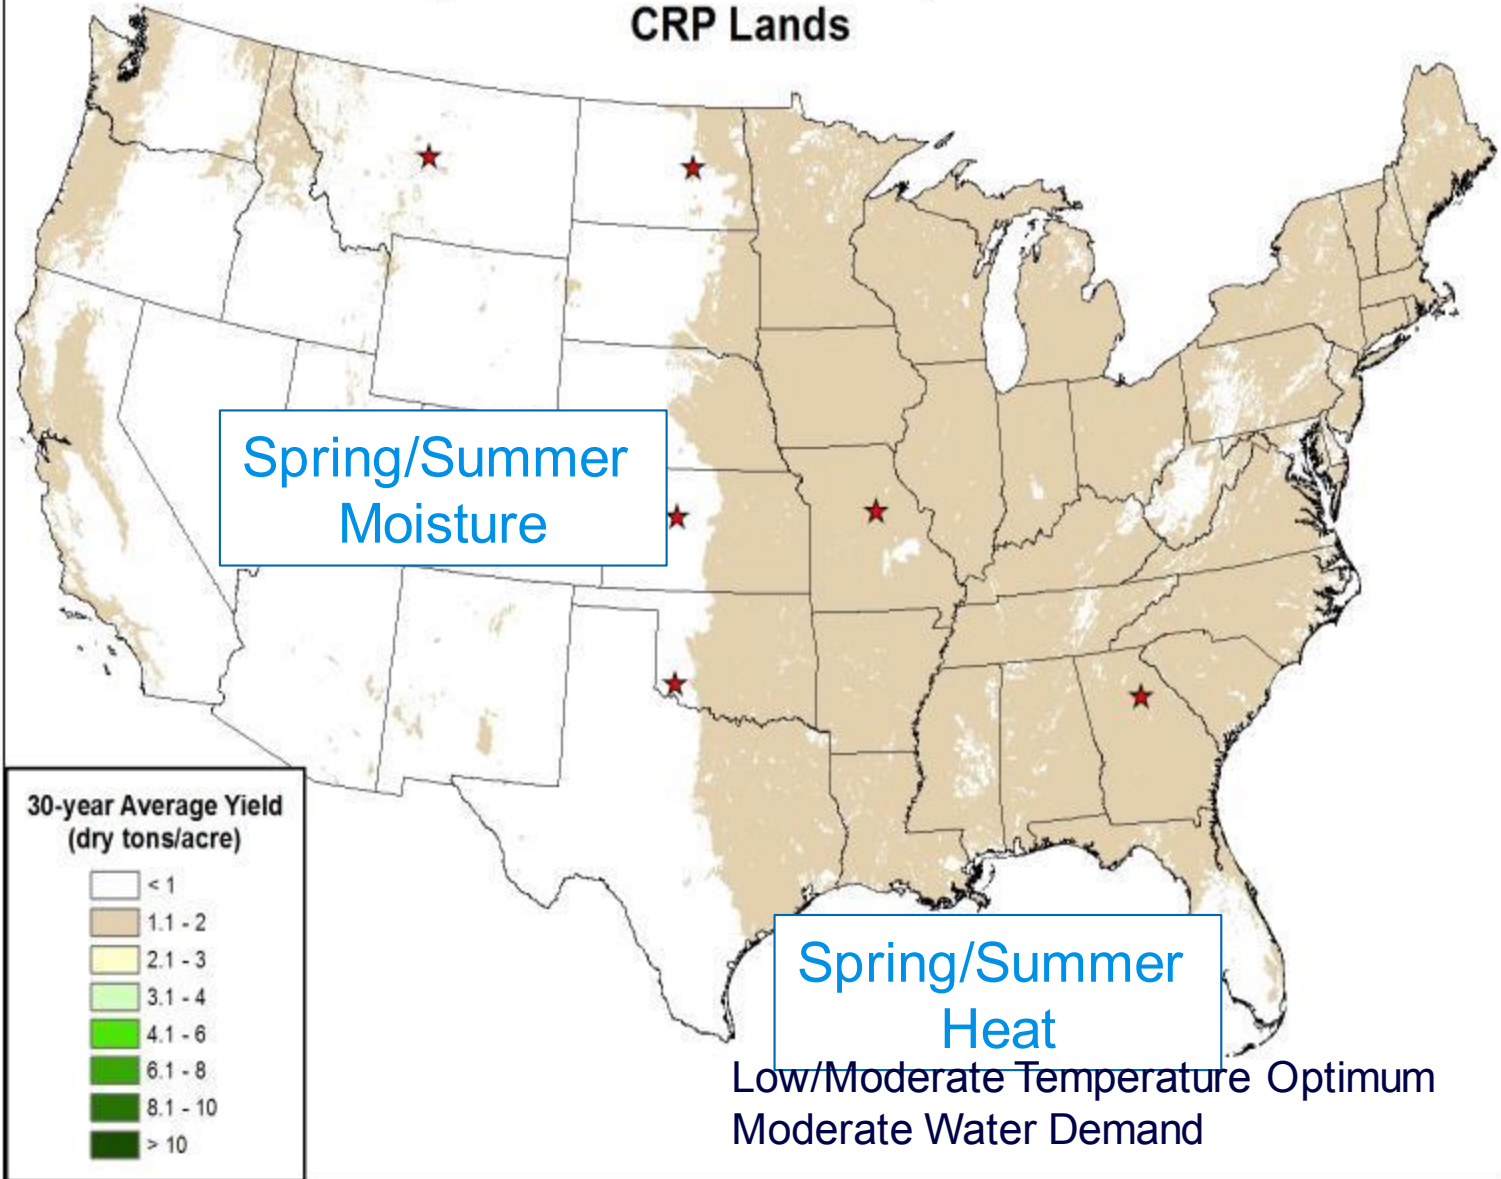 CRP Lands
Spring/Summer
Moisture
30-year Average Yield
(dry tons/acre)
< 1
1.1 - 2
2.1 - 3
3.1 - 4
4.1 - 6
6.1 - 8
8.1 - 10
> 10
Spring/Summer
Heat
Low/Moderate Temperature Optimum
Moderate Water Demand